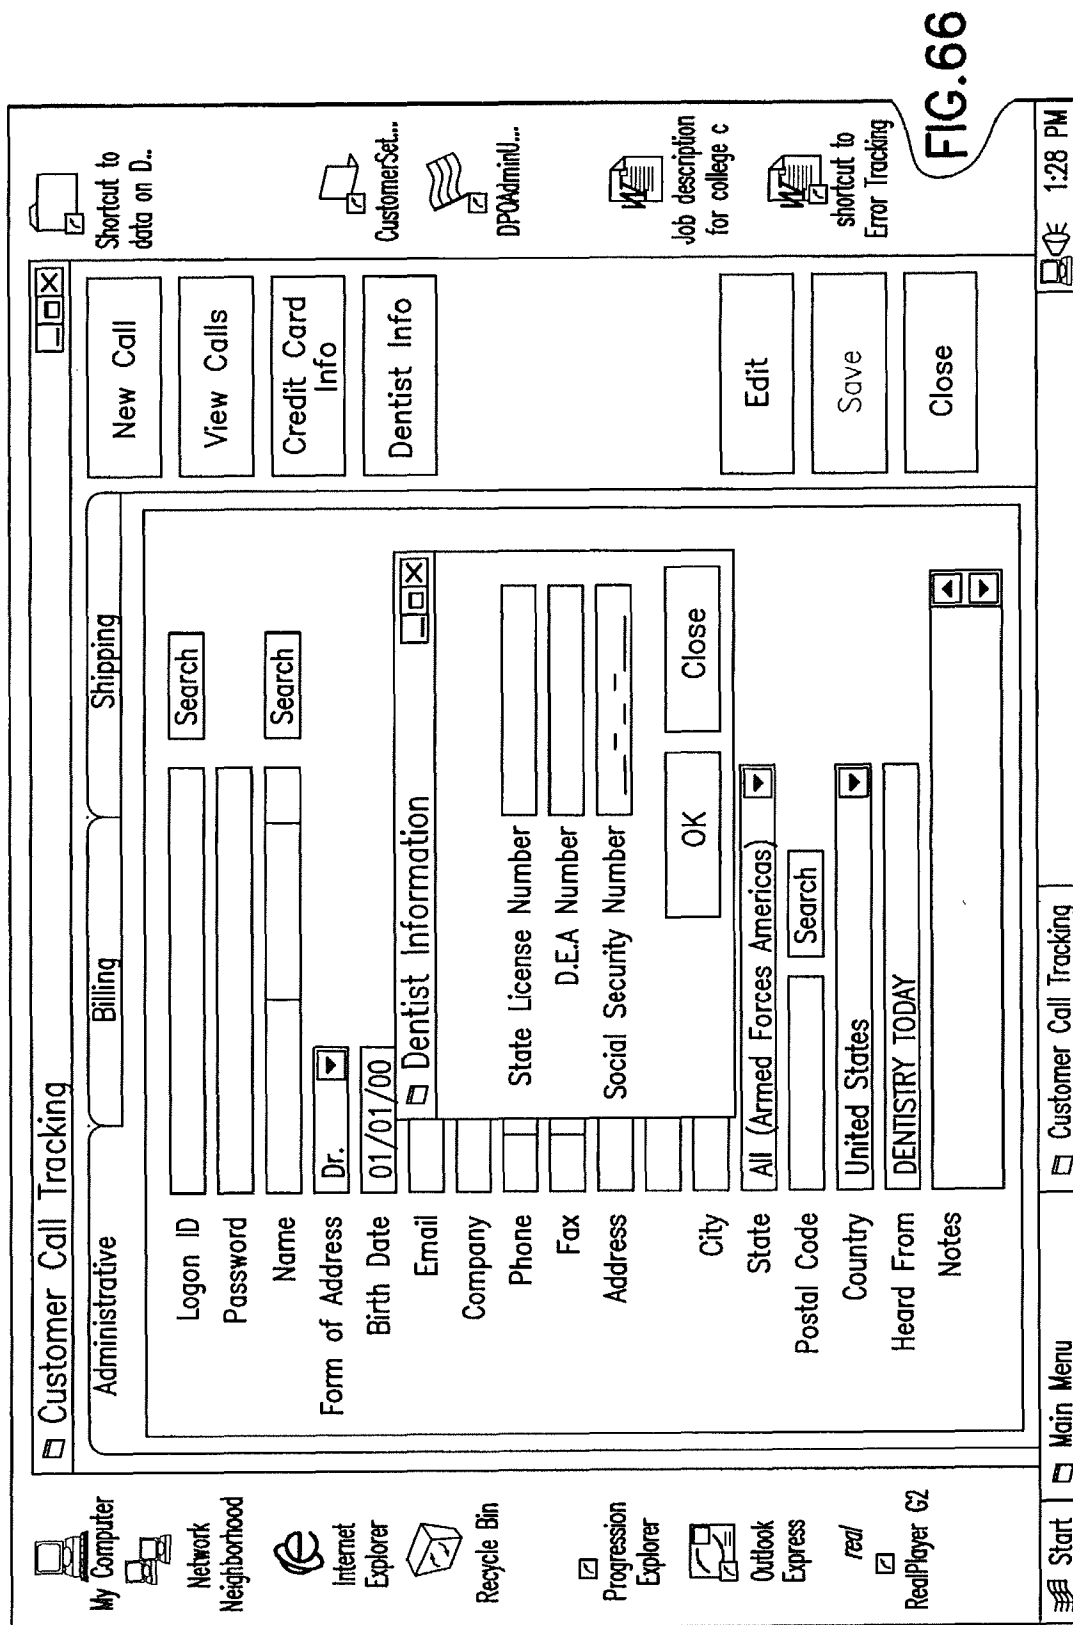 My Computer
Network
Neighborhood
Internet
Explorer
Recycle Bin
Progression
Explorer
Outlook
Express
real
RealPlayer G2
Customer Call Tracking
Administrative
Billing
Shipping
Logon ID
Search
Password
Name
Search
Form of Address
Dr.
Birth Date
01/01/00
Email
Company
Phone
Fax
Address
City
State
All (Armed Forces Americas)
Postal Code
Search
Country
United States
Heard From
DENTISTRY TODAY
Notes
Dentist Information
State License Number
D.E.A Number
Social Security Number
OK
Close
New Call
View Calls
Credit Card
Info
Dentist Info
Edit
Save
Close
Shortcut to
data on D..
CustomerSet...
DPOAdminU...
W
Job description
for college c
W
shortcut to
Error Tracking
Start
Main Menu
Customer Call Tracking
1:28 PM
FIG.66